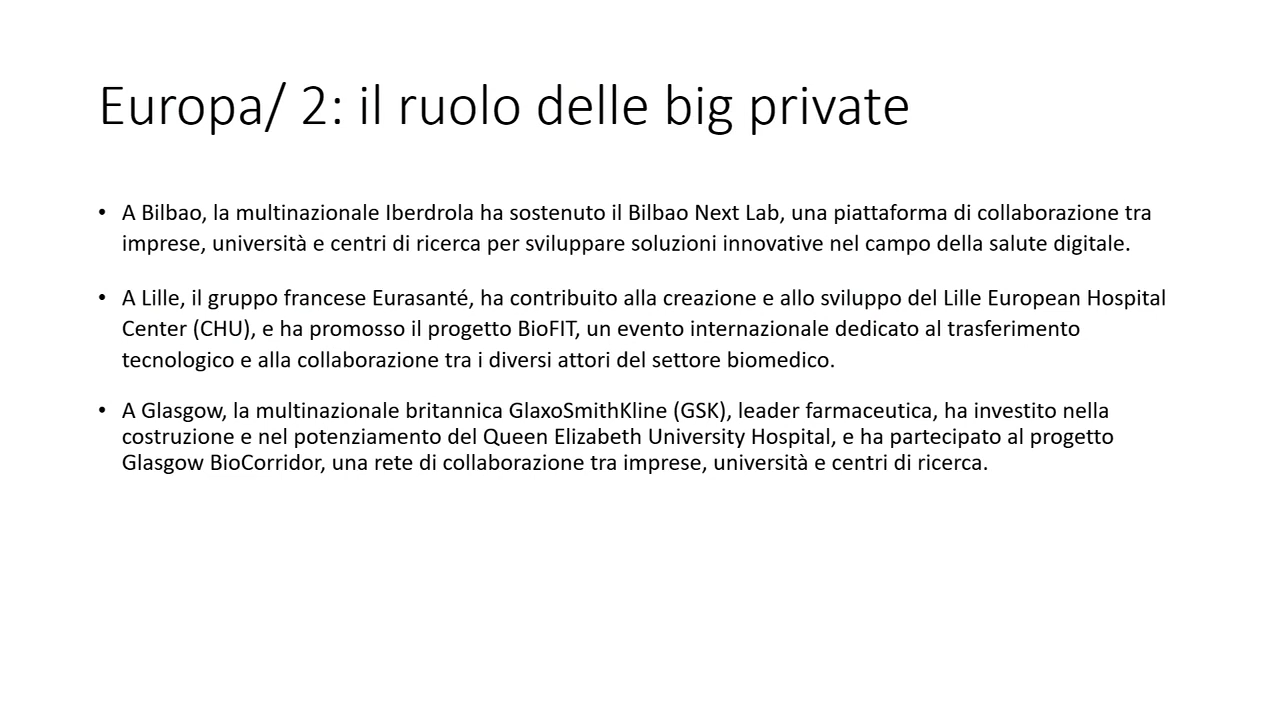 Europa/ 2: il ruolo delle big private
• A Bilbao, la multinazionale Iberdrola ha sostenuto il Bilbao Next Lab, una piattaforma di collaborazione tra
imprese, università e centri di ricerca per sviluppare soluzioni innovative nel campo della salute digitale.
• A Lille, il gruppo francese Eurasanté, ha contribuito alla creazione e allo sviluppo del Lille European Hospital
Center (CHU), e ha promosso il progetto BioFIT, un evento internazionale dedicato al trasferimento
tecnologico e alla collaborazione tra i diversi attori del settore biomedico.
• A Glasgow, la multinazionale britannica GlaxoSmithKline (GSK), leader farmaceutica, ha investito nella
costruzione e nel potenziamento del Queen Elizabeth University Hospital, e ha partecipato al progetto
Glasgow BioCorridor, una rete di collaborazione tra imprese, università e centri di ricerca.